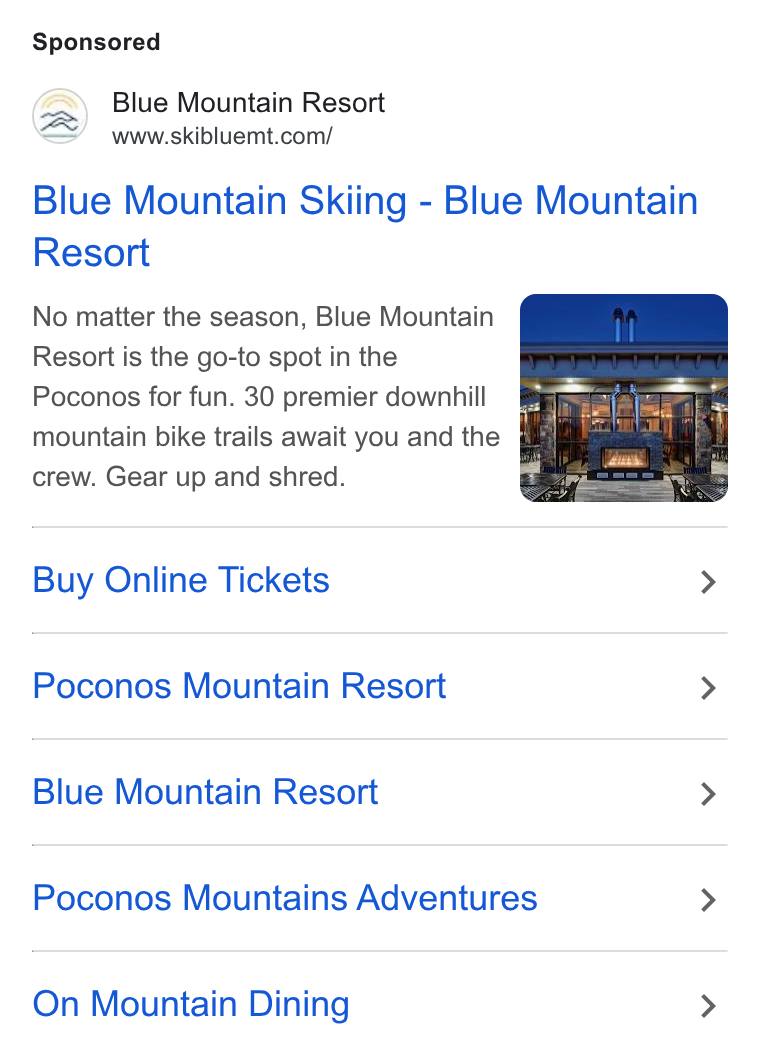 Sponsored
Blue Mountain Resort
www.skibluemt.com/
Blue Mountain Skiing - Blue Mountain
Resort
No matter the season, Blue Mountain
Resort is the go-to spot in the
Poconos for fun. 30 premier downhill
mountain bike trails await you and the
crew. Gear up and shred.
Buy Online Tickets
Poconos Mountain Resort
Blue Mountain Resort
Poconos Mountains Adventures
On Mountain Dining